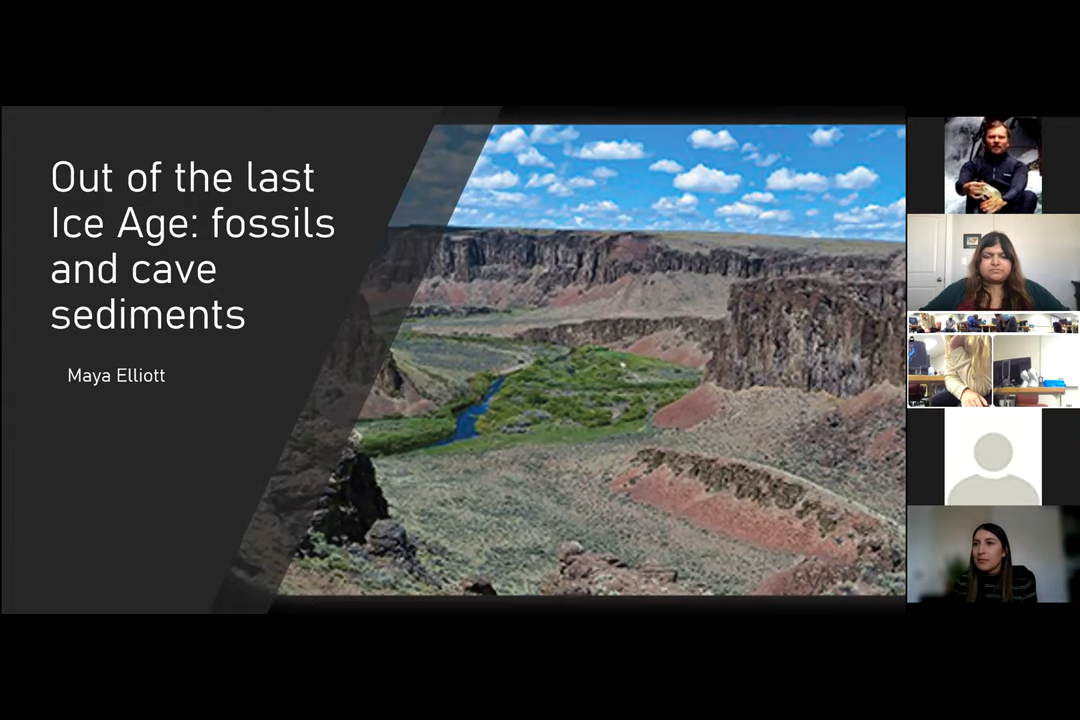 Out of the last
Ice Age: fossils
and cave
sediments
Maya Elliott